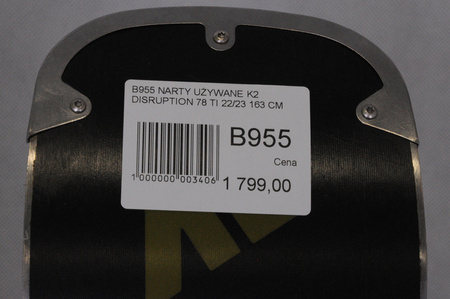 B955 NARTY UŻYWANE K2
DISRUPTION 78 TI 22/23 163 CM
B955
Cena
1 000000 003406
1 799,00